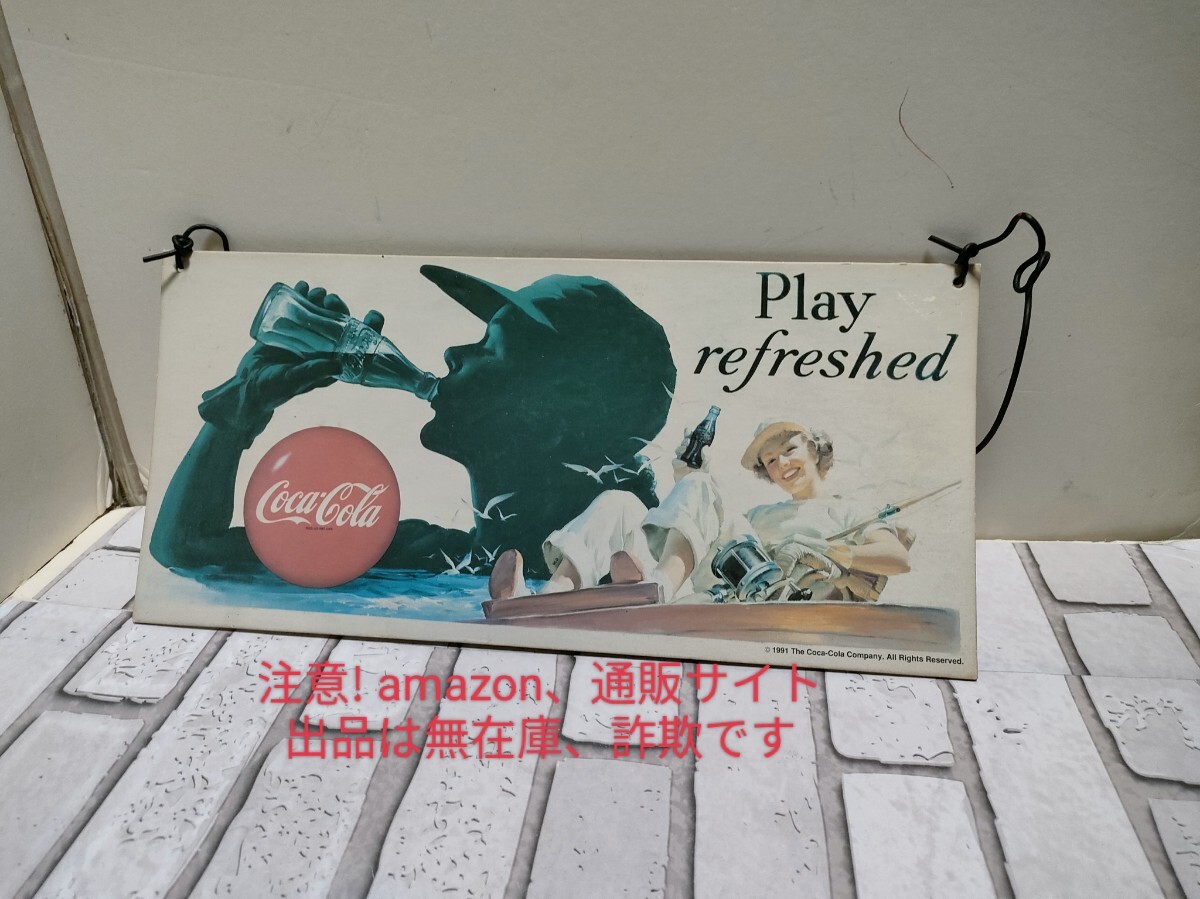 Play
refreshed
Coca-Cola
© 1991 The Coca-Cola Company. All Rights Reserved.
注意! amazon、通販サイト
出品は無在庫、詐欺です